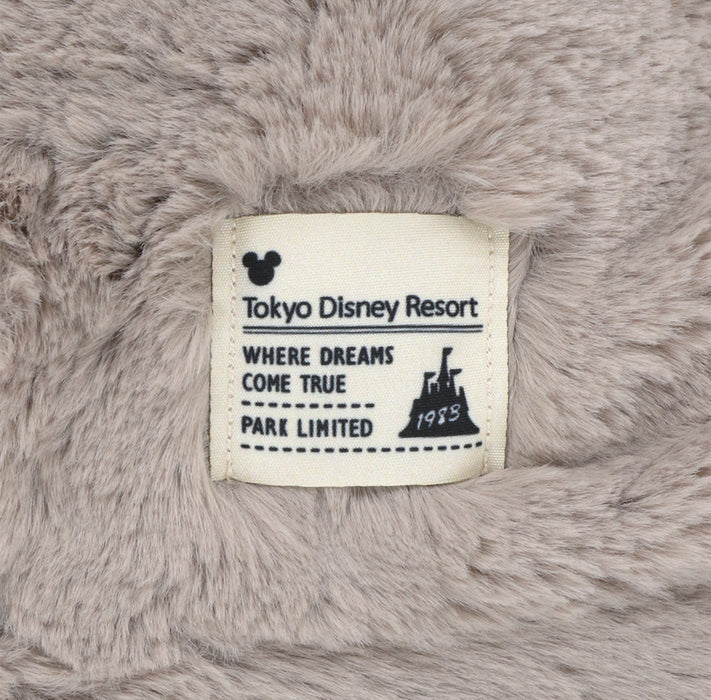 Tokyo Disney Resort
WHERE DREAMS
COME TRUE
PARK LIMITED
1983